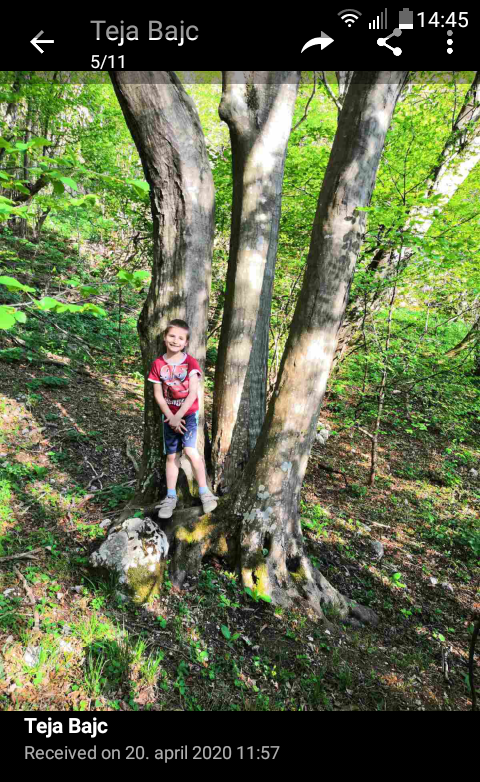 14:45
Teja Bajc
5/11
Teja Bajc
Received on 20. april 2020 11:57